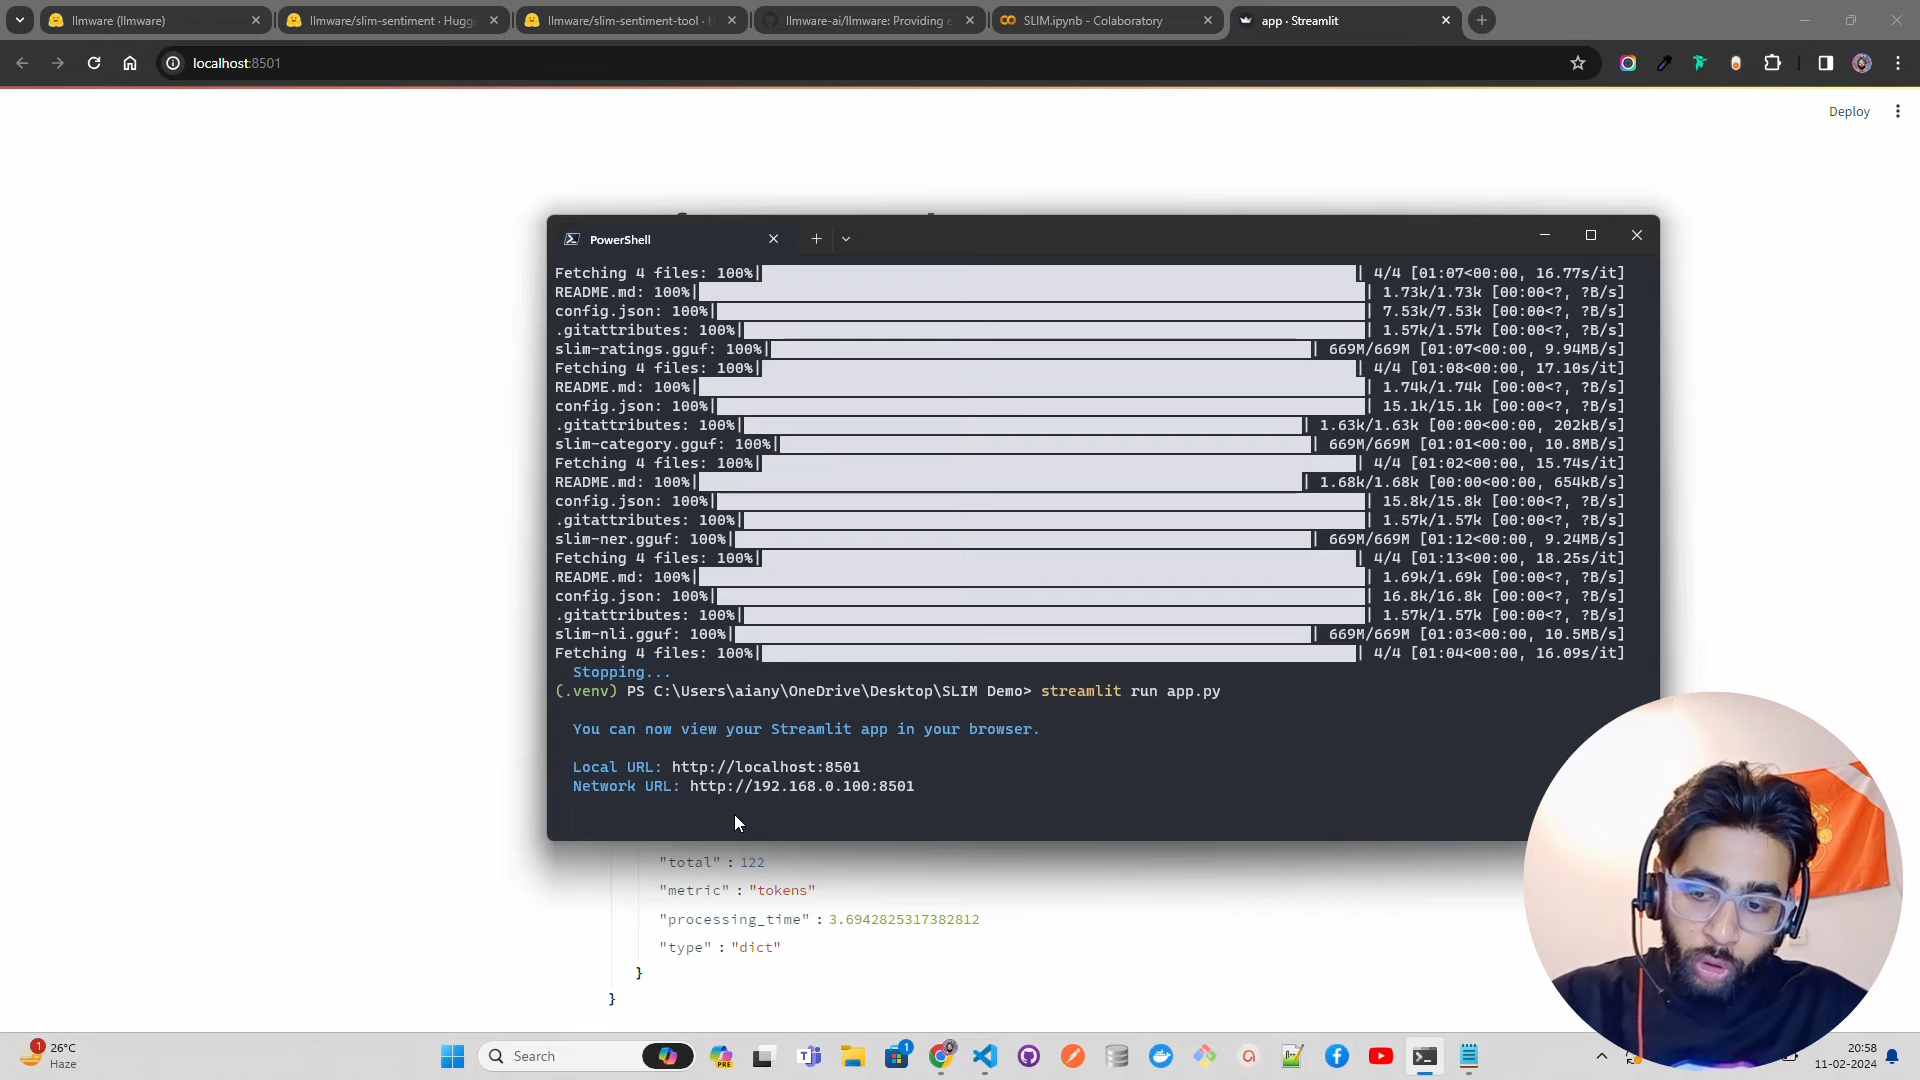 llmware (llmware)
llmware/slim-sentiment · Huggi
llmware/slim-sentiment-tool · H
llmware-ai/llmware: Providing e
SLIM.ipynb - Colaboratory
app · Streamlit
localhost:8501
Deploy
PowerShell
Fetching 4 files: 100%| | 4/4 [01:07<00:00, 16.77s/it]
README.md: 100%| | 1.73k/1.73k [00:00<?, ?B/s]
config.json: 100%| | 7.53k/7.53k [00:00<?, ?B/s]
.gitattributes: 100%| | 1.57k/1.57k [00:00<?, ?B/s]
slim-ratings.gguf: 100%| | 669M/669M [01:07<00:00, 9.94MB/s]
Fetching 4 files: 100%| | 4/4 [01:08<00:00, 17.10s/it]
README.md: 100%| | 1.74k/1.74k [00:00<?, ?B/s]
config.json: 100%| | 15.1k/15.1k [00:00<?, ?B/s]
.gitattributes: 100%| | 1.63k/1.63k [00:00<00:00, 202kB/s]
slim-category.gguf: 100%| | 669M/669M [01:01<00:00, 10.8MB/s]
Fetching 4 files: 100%| | 4/4 [01:02<00:00, 15.74s/it]
README.md: 100%| | 1.68k/1.68k [00:00<00:00, 654kB/s]
config.json: 100%| | 15.8k/15.8k [00:00<?, ?B/s]
.gitattributes: 100%| | 1.57k/1.57k [00:00<?, ?B/s]
slim-ner.gguf: 100%| | 669M/669M [01:12<00:00, 9.24MB/s]
Fetching 4 files: 100%| | 4/4 [01:13<00:00, 18.25s/it]
README.md: 100%| | 1.69k/1.69k [00:00<?, ?B/s]
config.json: 100%| | 16.8k/16.8k [00:00<?, ?B/s]
.gitattributes: 100%| | 1.57k/1.57k [00:00<?, ?B/s]
slim-nli.gguf: 100%| | 669M/669M [01:03<00:00, 10.5MB/s]
Fetching 4 files: 100%| | 4/4 [01:04<00:00, 16.09s/it]
Stopping...
(.venv) PS C:\Users\aiany\OneDrive\Desktop\SLIM Demo> streamlit run app.py
You can now view your Streamlit app in your browser.
Local URL: http://localhost:8501
Network URL: http://192.168.0.100:8501
"total" : 122
"metric" : "tokens"
"processing_time" : 3.6942825317382812
"type" : "dict"
}
}
1
26°C
Haze
Search
PRE
1
20:58
11-02-2024